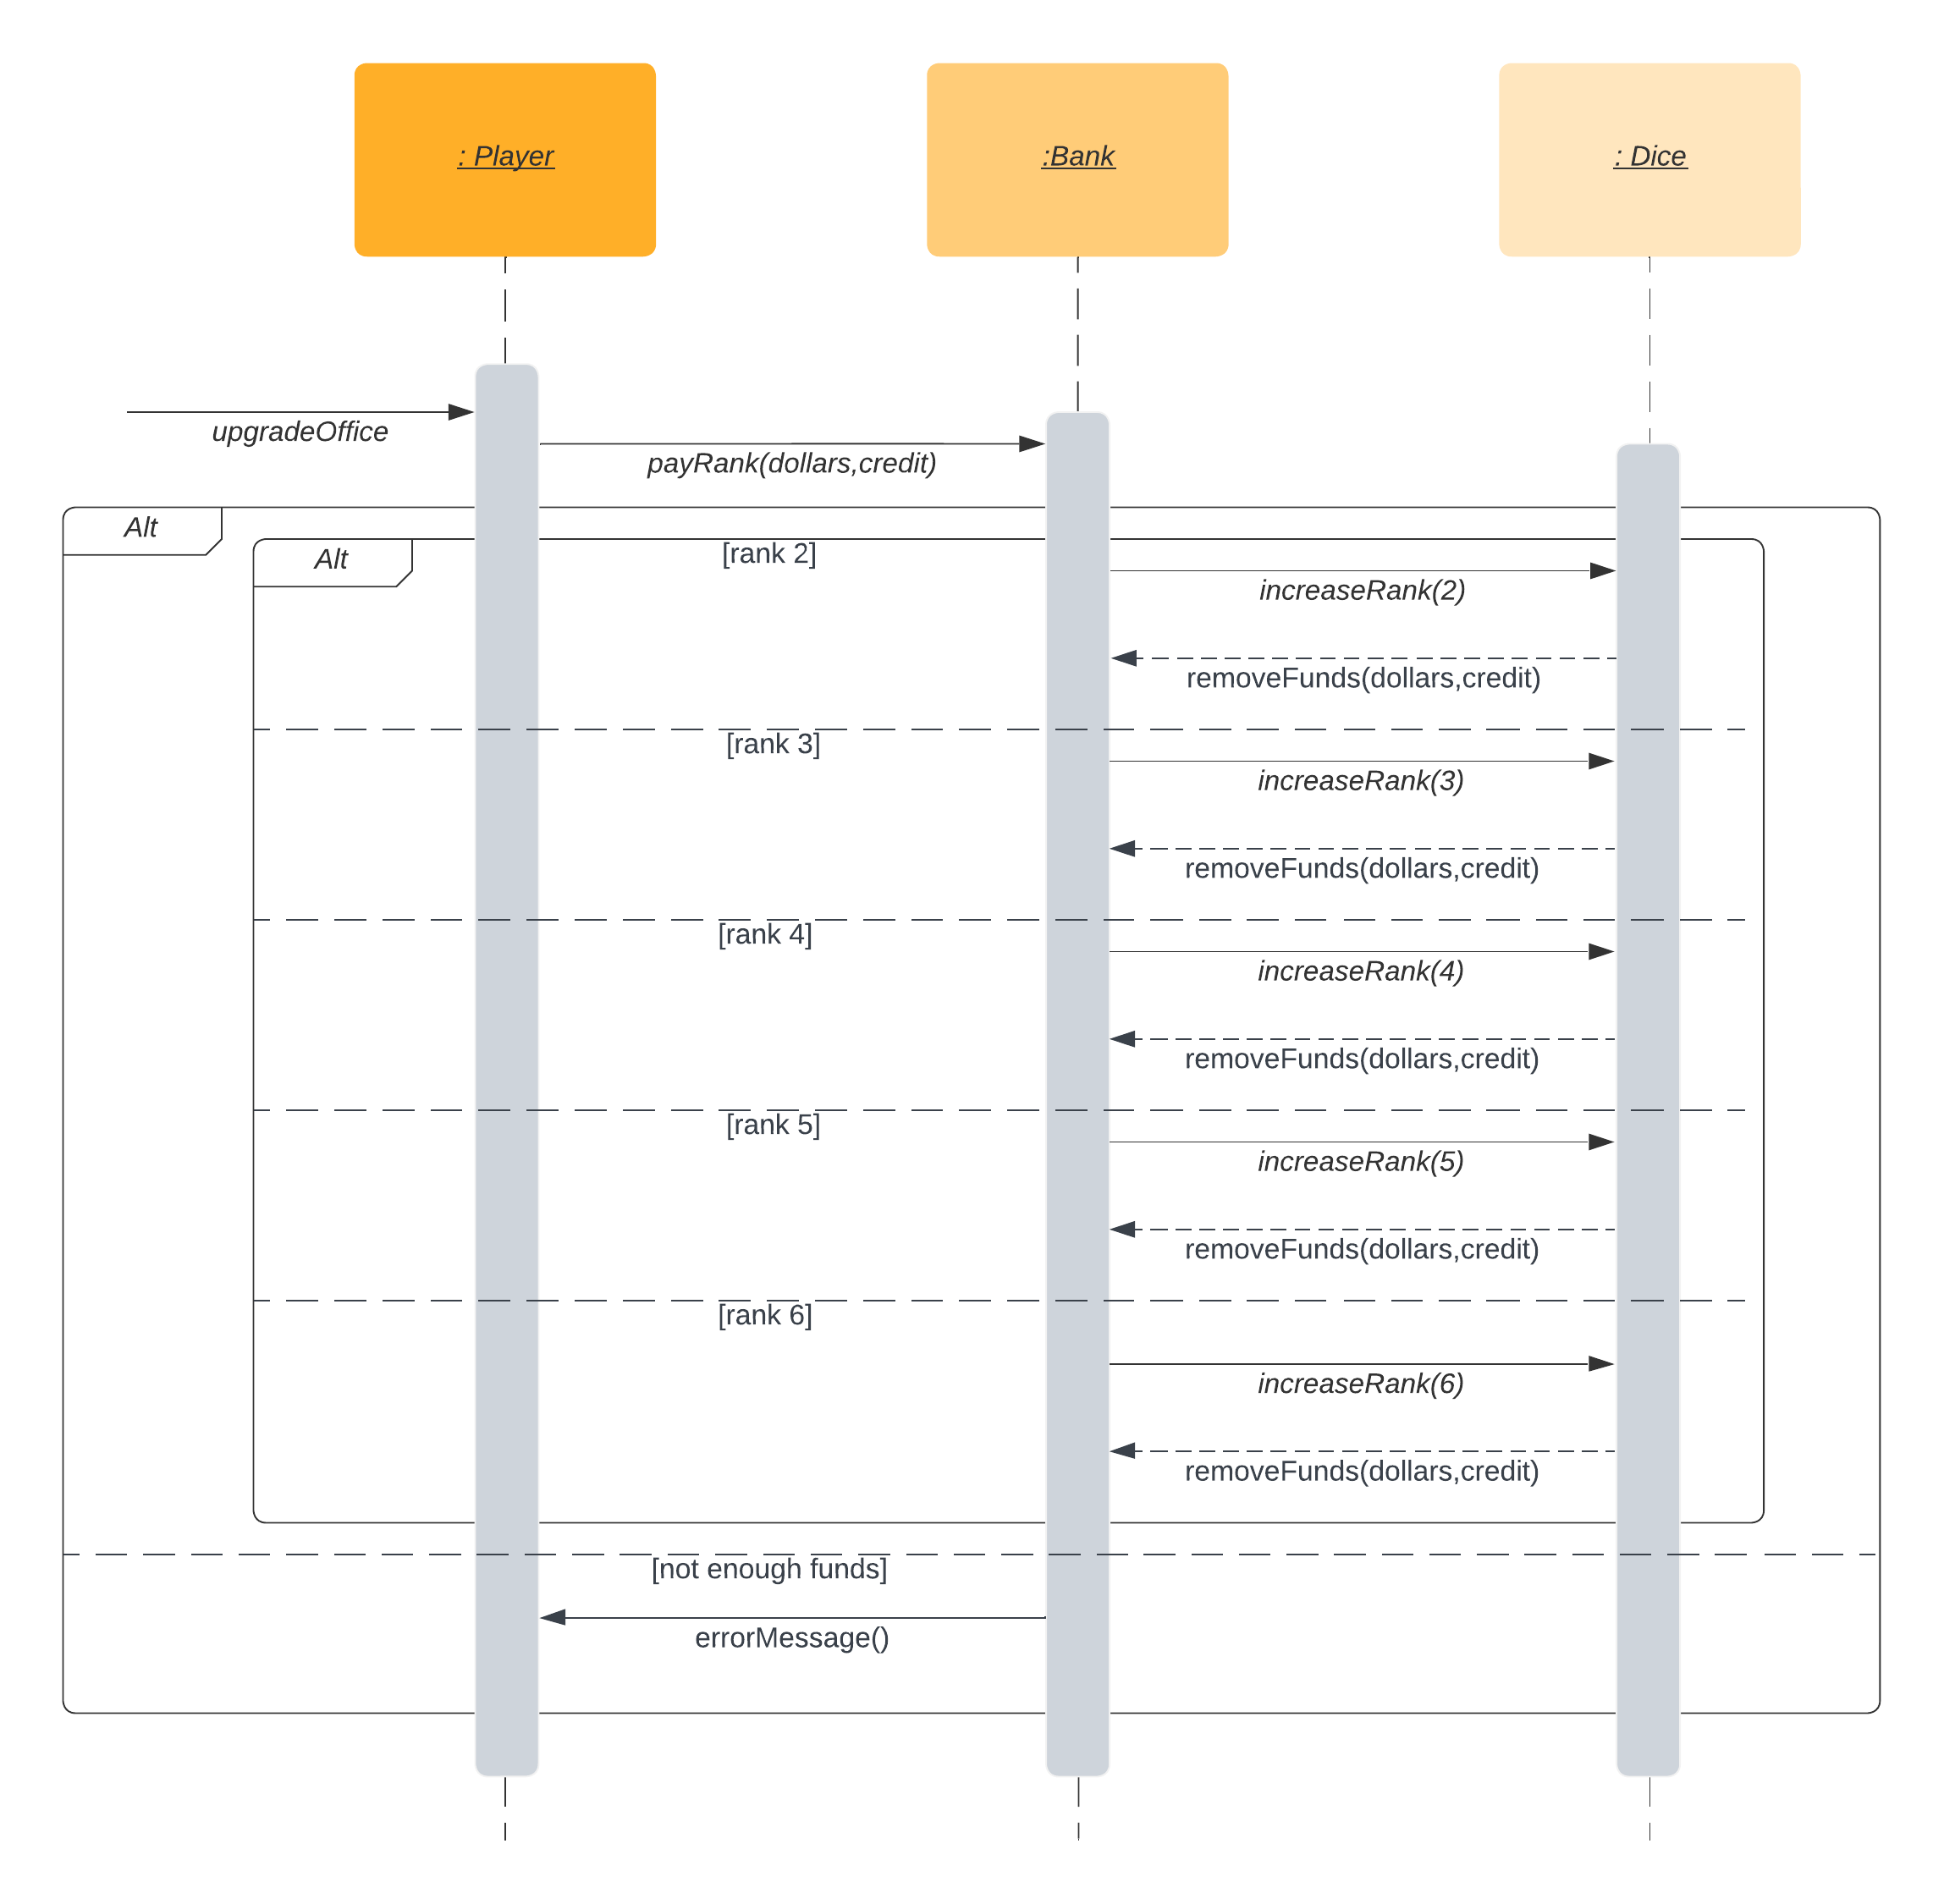 : Player
:Bank
: Dice
upgradeOffice
payRank(dollars,credit)
Alt
Alt
[rank 2]
increaseRank(2)
removeFunds(dollars,credit)
[rank 3]
increaseRank(3)
removeFunds(dollars,credit)
[rank 4]
increaseRank(4)
removeFunds(dollars,credit)
[rank 5]
increaseRank(5)
removeFunds(dollars,credit)
[rank 6]
increaseRank(6)
removeFunds(dollars,credit)
[not enough funds]
errorMessage()